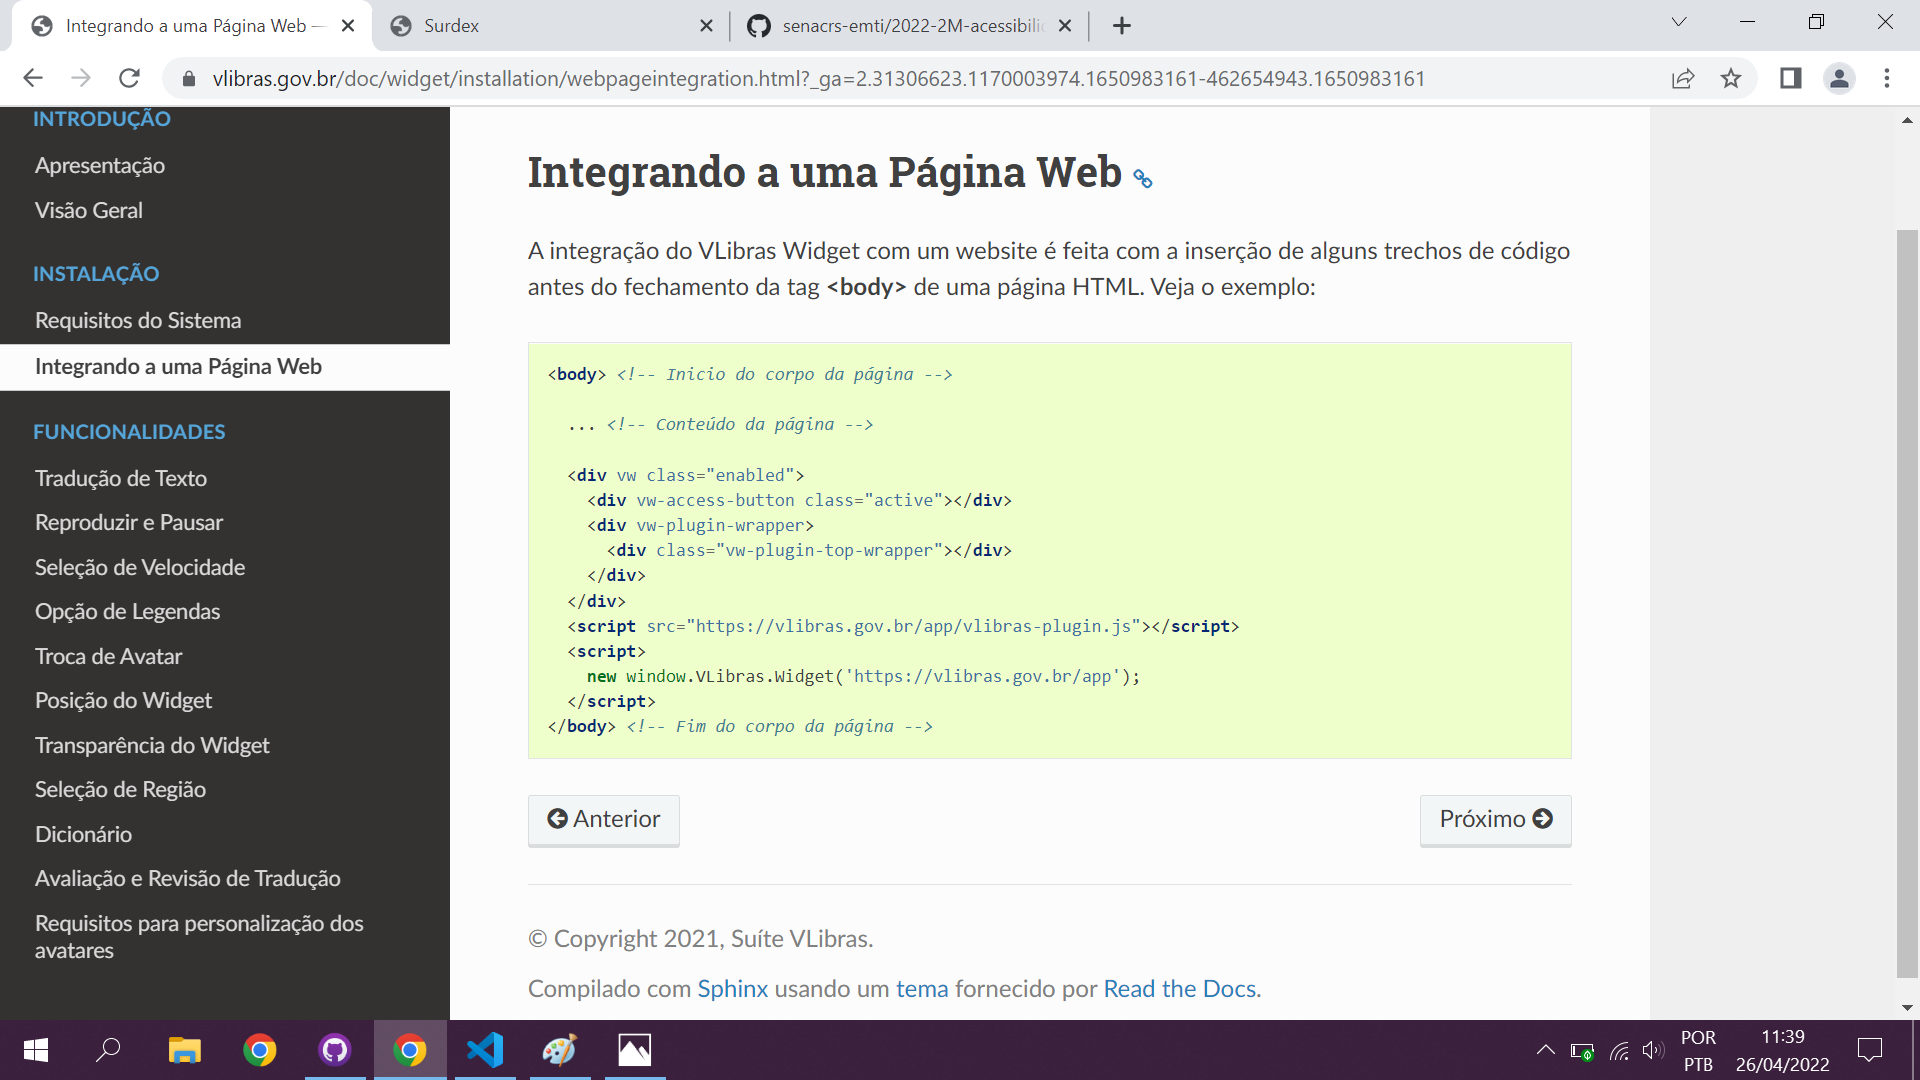 Integrando a uma Página Web —
Surdex
senacrs-emti/2022-2M-acessibili
vlibras.gov.br/doc/widget/installation/webpageintegration.html?_ga=2.31306623.1170003974.1650983161-462654943.1650983161
INTRODUÇÃO
Apresentação
Visão Geral
INSTALAÇÃO
Requisitos do Sistema
Integrando a uma Página Web
FUNCIONALIDADES
Tradução de Texto
Reproduzir e Pausar
Seleção de Velocidade
Opção de Legendas
Troca de Avatar
Posição do Widget
Transparência do Widget
Seleção de Região
Dicionário
Avaliação e Revisão de Tradução
Requisitos para personalização dos
avatares
Integrando a uma Página Web
A integração do VLibras Widget com um website é feita com a inserção de alguns trechos de código
antes do fechamento da tag <body> de uma página HTML. Veja o exemplo:
<body> <!-- Inicio do corpo da página -->
... <!-- Conteúdo da página -->
<div vw class="enabled">
<div vw-access-button class="active"></div>
<div vw-plugin-wrapper>
<div class="vw-plugin-top-wrapper"></div>
</div>
</div>
<script src="https://vlibras.gov.br/app/vlibras-plugin.js"></script>
<script>
new window.VLibras.Widget('https://vlibras.gov.br/app');
</script>
</body> <!-- Fim do corpo da página -->
Anterior
Próximo
© Copyright 2021, Suíte VLibras.
Compilado com Sphinx usando um tema fornecido por Read the Docs.
POR
PTB
11:39
26/04/2022